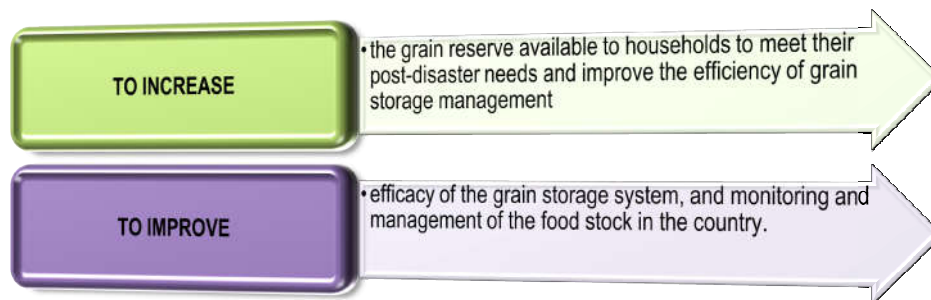 TO INCREASE
• the grain reserve available to households to meet their
post-disaster needs and improve the efficiency of grain
storage management
TO IMPROVE
• efficacy of the grain storage system, and monitoring and
management of the food stock in the country.